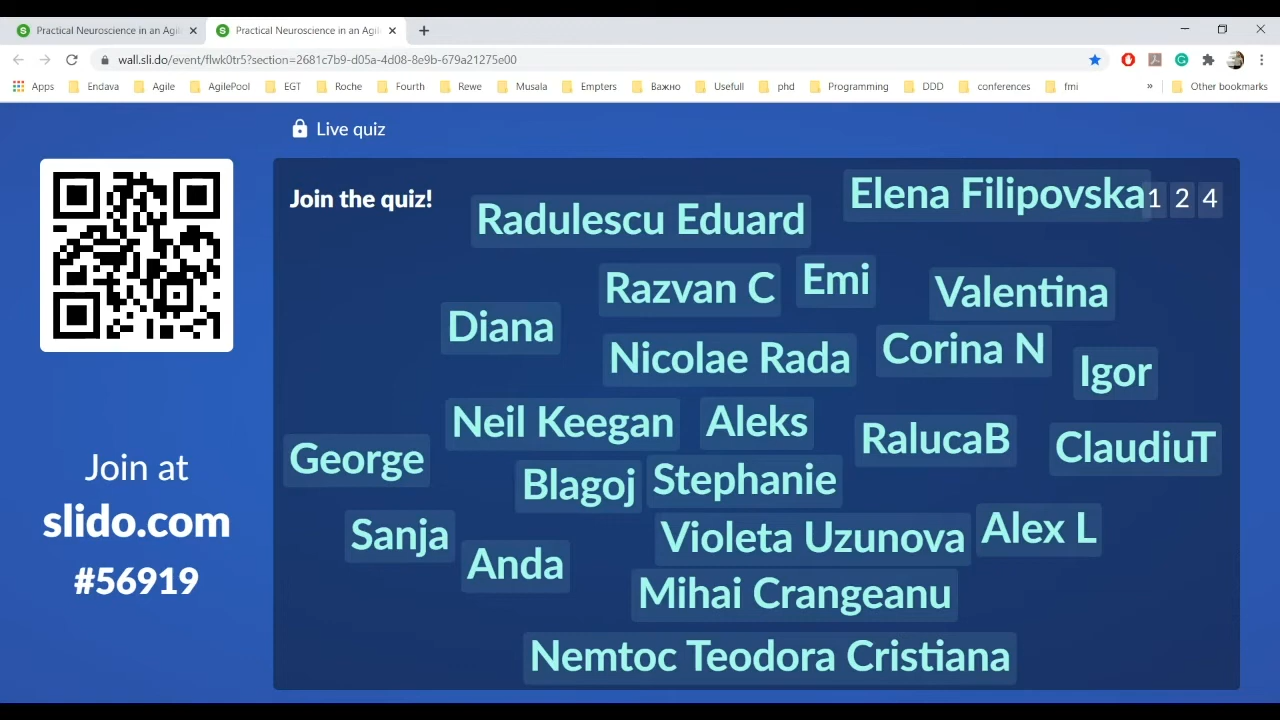 Practical Neuroscience in an Agil
Practical Neuroscience in an Agil
wall.sli.do/event/flwk0tr5?section=2681c7b9-d05a-4d08-8e0b-679a21275e00
Apps Endava Agile AgilePool EGT Roche Fourth Rewe Musala Empters Важно Usefull phd Programming DDD conferences fmi » Other bookmarks
Live quiz
Join the quiz!
Elena Filipovska 1 2 4
Radulescu Eduard
Razvan C Emi Valentina
Diana
Nicolae Rada Corina N Igor
Neil Keegan Aleks RalucaB ClaudiuT
George Blagoj Stephanie
Sanja Anda Violeta Uzunova Alex L
Mihai Crangeanu
Nemtoc Teodora Cristiana
Join at
slido.com
#56919